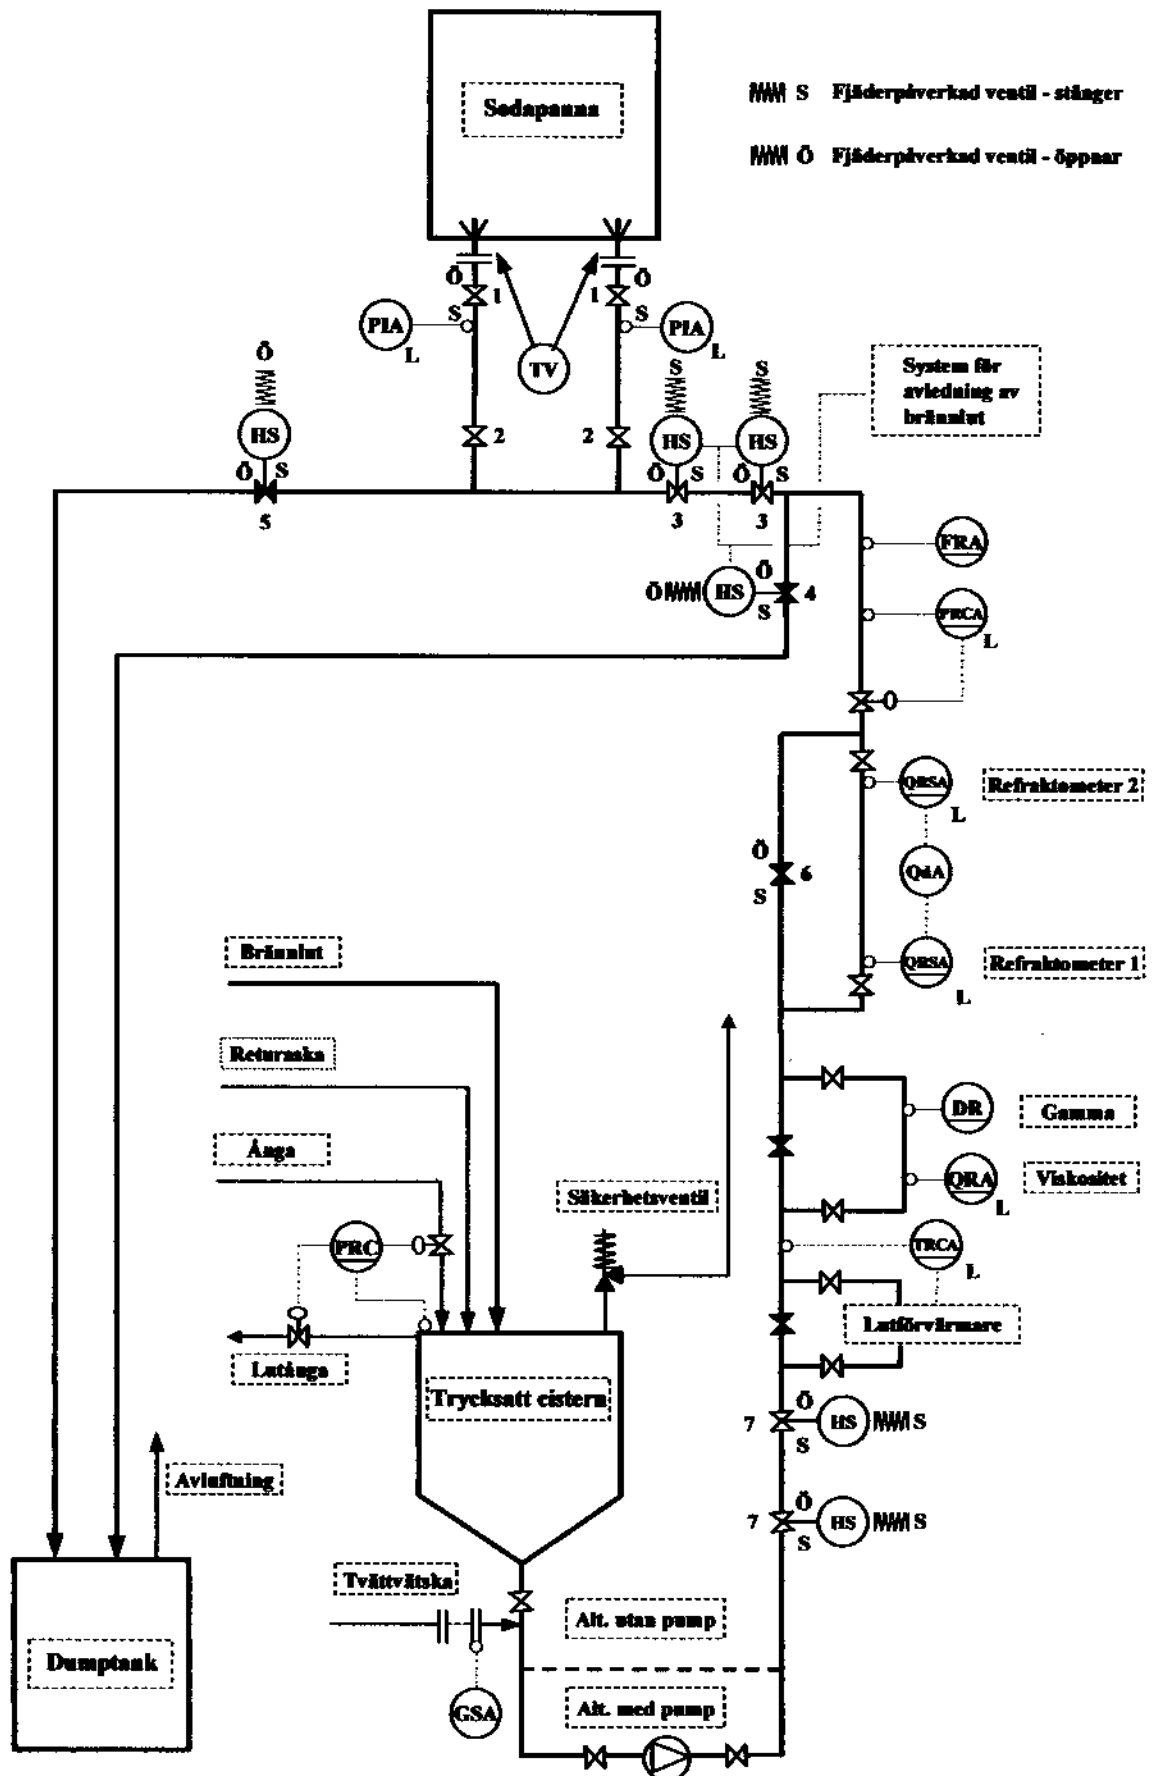 Sodapanna
S Fjäderpåverkad ventil - stänger
Ö Fjäderpåverkad ventil - öppnar
Ö
1
S
PIA
L
TV
Ö
1
S
PIA
L
Ö
HS
Ö
S
5
2
2
S
HS
Ö
S
3
S
HS
Ö
S
3
System för
avledning av
brännlut
Ö
HS
Ö
S
4
FRA
PRCA
L
QRSA
L
Refraktometer 2
Ö
S
6
QdA
QRSA
L
Refraktometer 1
Brännlut
Returaska
Ånga
PRC
Lutånga
Säkerhetsventil
DR
Gamma
QRA
L
Viskositet
TRCA
L
Lutförvärmare
Trycksatt cistern
7
Ö
S
HS
S
7
Ö
S
HS
S
Avluftning
Dumptank
Tvättvätska
GSA
Alt. utan pump
Alt. med pump